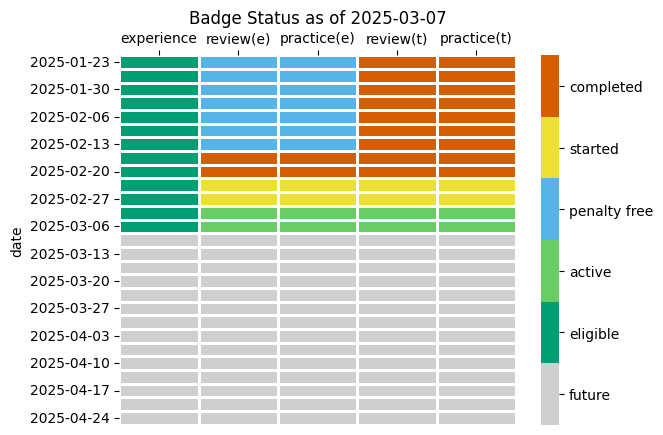 Badge Status as of 2025-03-07
experience review(e) practice(e) review(t) practice(t)
2025-01-23
2025-01-30
2025-02-06
2025-02-13
2025-02-20
2025-02-27
2025-03-06
2025-03-13
2025-03-20
2025-03-27
2025-04-03
2025-04-10
2025-04-17
2025-04-24
date
completed
started
penalty free
active
eligible
future